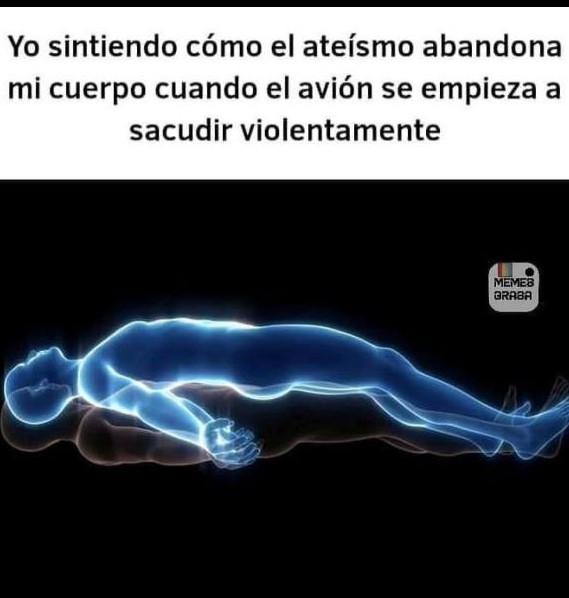 Yo sintiendo cómo el ateísmo abandona
mi cuerpo cuando el avión se empieza a
sacudir violentamente
MEMES
GRABA